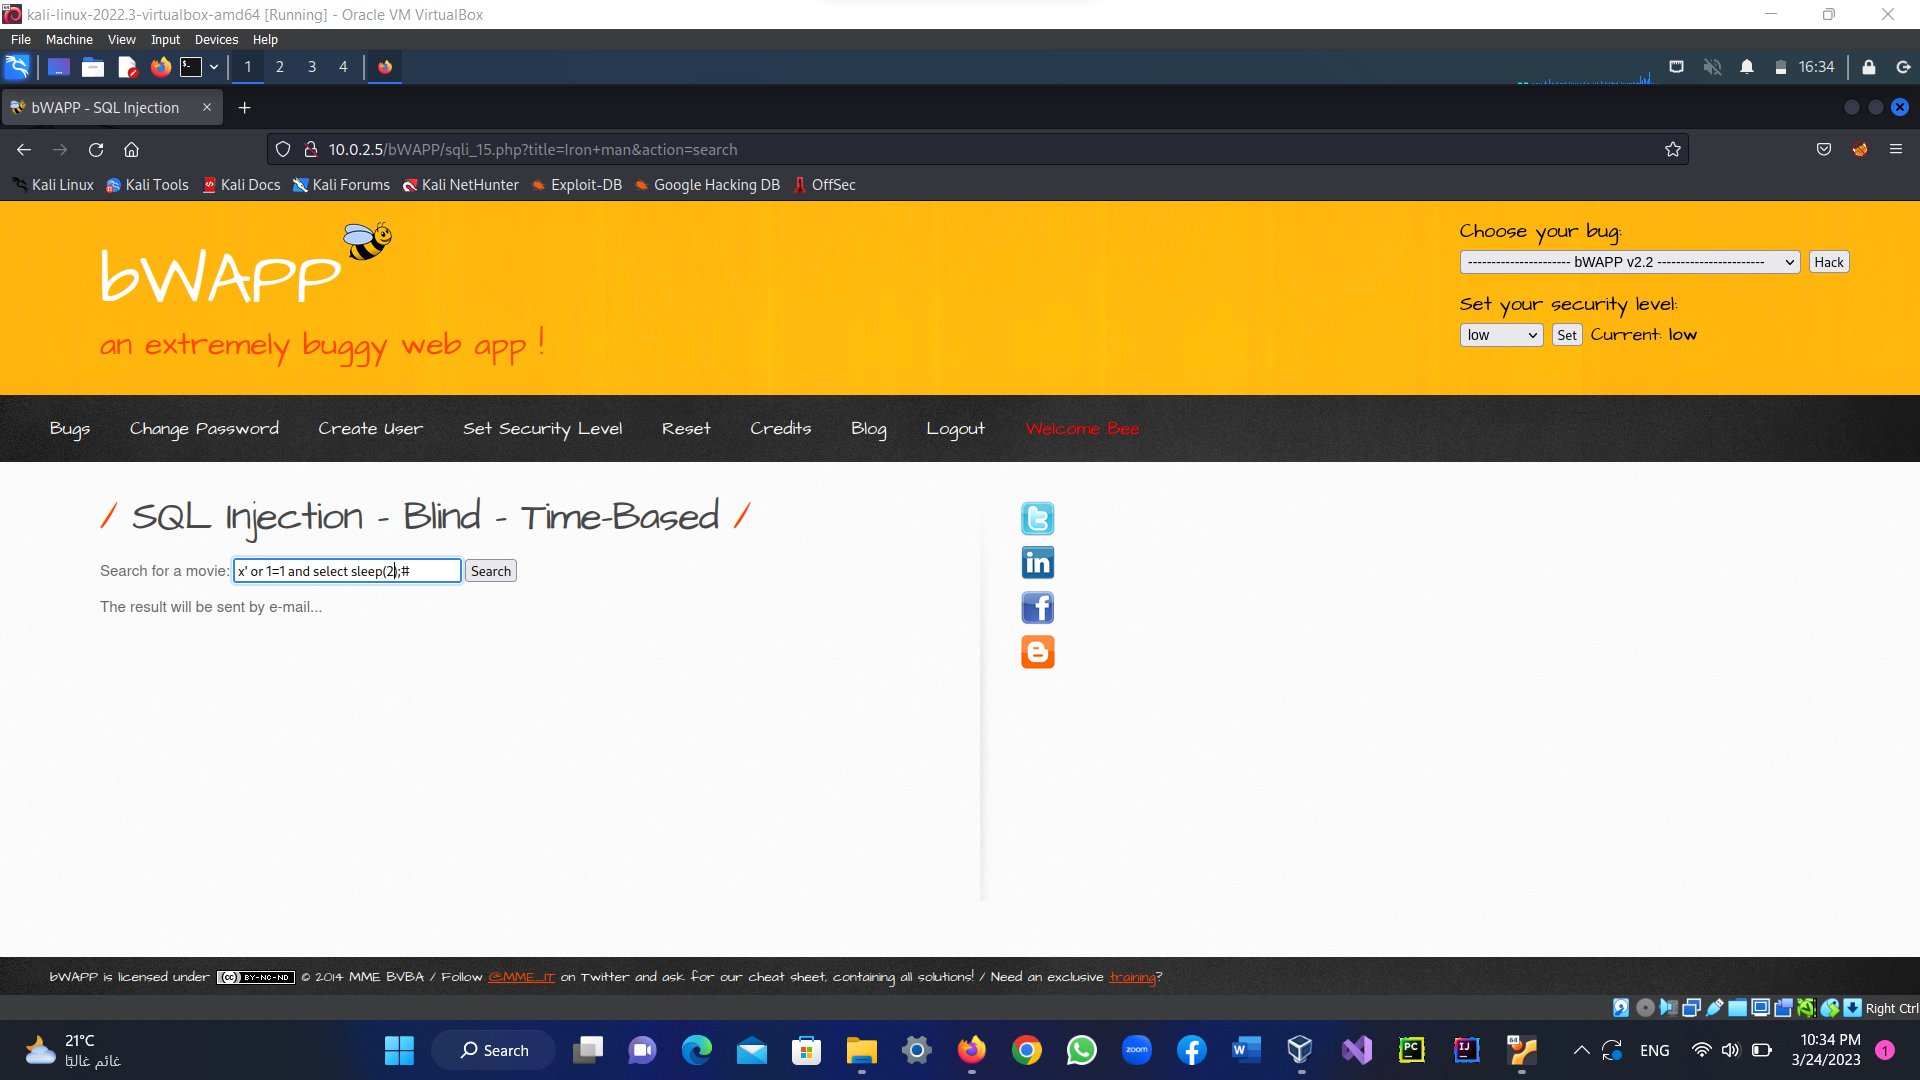 kali-linux-2022.3-virtualbox-amd64 [Running] - Oracle VM VirtualBox
File Machine View Input Devices Help
1 2 3 4 16:34
bWAPP - SQL Injection
10.0.2.5/bWAPP/sqli_15.php?title=Iron+man&action=search
Kali Linux Kali Tools Kali Docs Kali Forums Kali NetHunter Exploit-DB Google Hacking DB OffSec
bWAPP
an extremely buggy web app !
Choose your bug:
---------------------- bWAPP v2.2 ----------------------- Hack
Set your security level:
low Set Current: low
Bugs Change Password Create User Set Security Level Reset Credits Blog Logout Welcome Bee
/ SQL Injection - Blind - Time-Based /
Search for a movie: x' or 1=1 and select sleep(2);# Search
The result will be sent by e-mail...
bWAPP is licensed under (cc) BY-NC-ND © 2014 MME BVBA / Follow @MME_IT on Twitter and ask for our cheat sheet, containing all solutions! / Need an exclusive training?
Right Ctrl
21°C
غائم غالبًا
Search
zoom
ENG
10:34 PM
3/24/2023
1